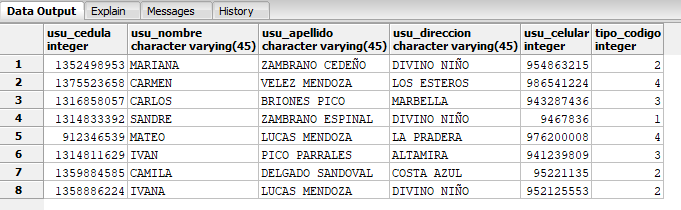 Data Output Explain Messages History
usu_cedula usu_nombre usu_apellido usu_direccion usu_celular tipo_codigo
integer character varying(45) character varying(45) character varying(45) integer integer
1 1352498953 MARIANA ZAMBRANO CEDEÑO DIVINO NIÑO 954863215 2
2 1375523658 CARMEN VELEZ MENDOZA LOS ESTEROS 986541224 4
3 1316858057 CARLOS BRIONES PICO MARBELLA 943287436 3
4 1314833392 SANDRE ZAMBRANO ESPINAL DIVINO NIÑO 9467836 1
5 912346539 MATEO LUCAS MENDOZA LA PRADERA 976200008 4
6 1314811629 IVAN PICO PARRALES ALTAMIRA 941239809 3
7 1359884585 CAMILA DELGADO SANDOVAL COSTA AZUL 95221135 2
8 1358886224 IVANA LUCAS MENDOZA DIVINO NIÑO 952125553 2